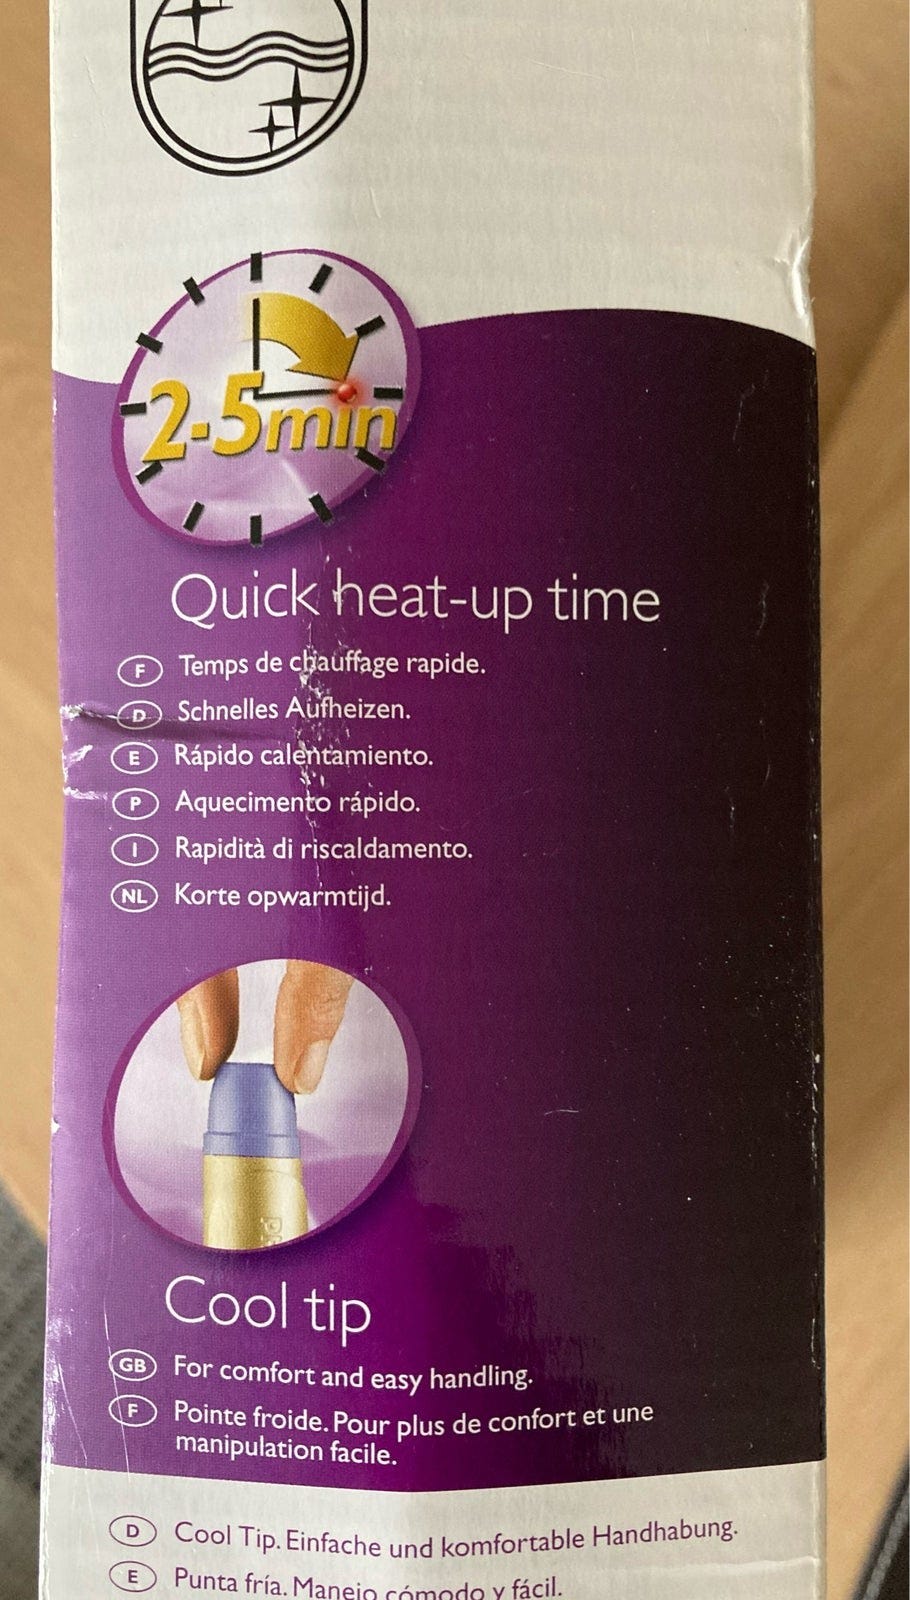 2-5min
Quick heat-up time
F Temps de chauffage rapide.
D Schnelles Aufheizen.
E Rápido calentamiento.
P Aquecimento rápido.
I Rapidità di riscaldamento.
NL Korte opwarmtijd.
Cool tip
GB For comfort and easy handling.
F Pointe froide. Pour plus de confort et une
manipulation facile.
D Cool Tip. Einfache und komfortable Handhabung.
E Punta fría. Manejo cómodo y fácil.